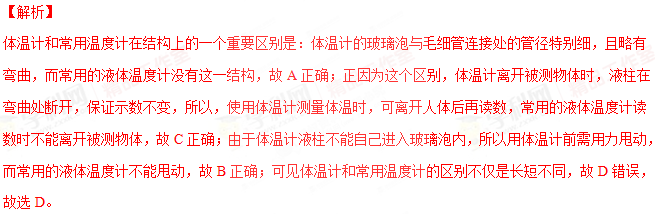 【解析】
体温计和常用温度计在结构上的一个重要区别是：体温计的玻璃泡与毛细管连接处的管径特别细，且略有
弯曲，而常用的液体温度计没有这一结构，故 A 正确；正因为这个区别，体温计离开被测物体时，液柱在
弯曲处断开，保证示数不变，所以，使用体温计测量体温时，可离开人体后再读数，常用的液体温度计读
数时不能离开被测物体，故 C 正确；由于体温计液柱不能自己进入玻璃泡内，所以用体温计前需用力甩动，
而常用的液体温度计不能甩动，故 B 正确；可见体温计和常用温度计的区别不仅是长短不同，故 D 错误，
故选 D。